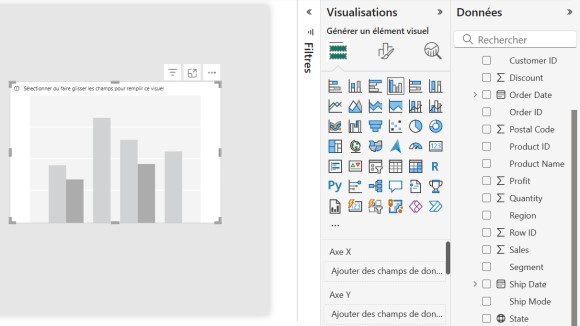 Sélectionner ou faire glisser les champs pour remplir ce visuel
Filtres
Visualisations
Générer un élément visuel
R
Py
123
Axe X
Ajouter des champs de don...
Axe Y
Ajouter des champs de don...
Données
Rechercher
Customer ID
Discount
Order Date
Order ID
Postal Code
Product ID
Product Name
Profit
Quantity
Region
Row ID
Sales
Segment
Ship Date
Ship Mode
State